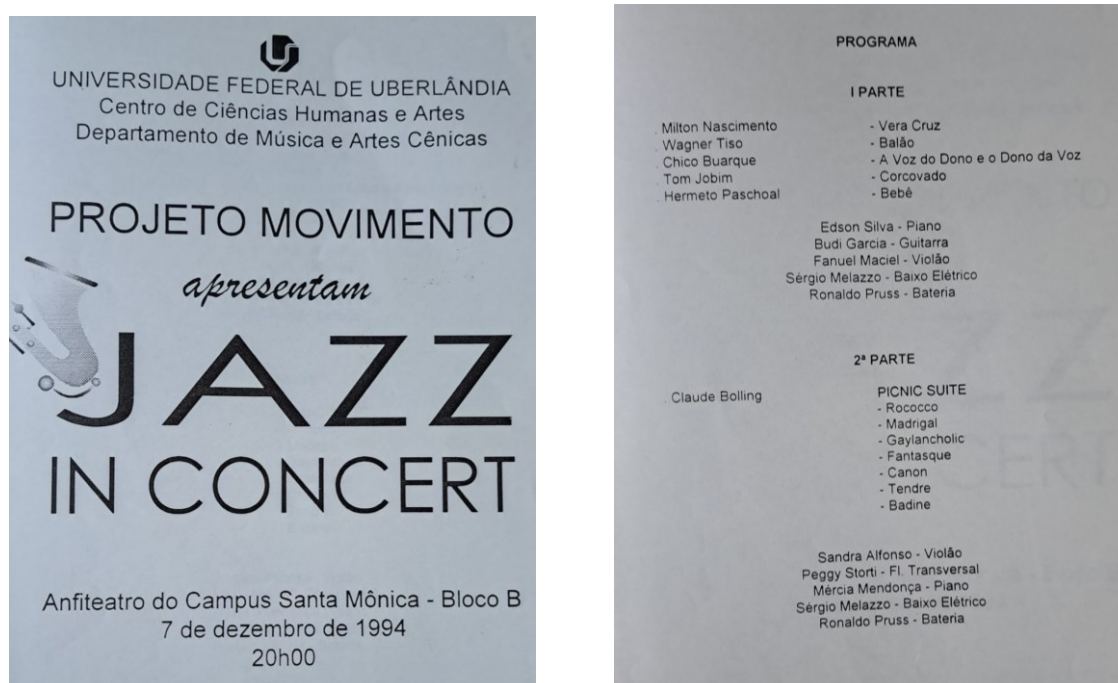 UNIVERSIDADE FEDERAL DE UBERLÂNDIA
Centro de Ciências Humanas e Artes
Departamento de Música e Artes Cênicas
PROJETO MOVIMENTO
apresentam
JAZZ
IN CONCERT
Anfiteatro do Campus Santa Mônica - Bloco B
7 de dezembro de 1994
20h00
PROGRAMA
I PARTE
. Milton Nascimento - Vera Cruz
. Wagner Tiso - Balão
. Chico Buarque - A Voz do Dono e o Dono da Voz
. Tom Jobim - Corcovado
. Hermeto Paschoal - Bebê
Edson Silva - Piano
Budi Garcia - Guitarra
Fanuel Maciel - Violão
Sérgio Melazzo - Baixo Elétrico
Ronaldo Pruss - Bateria
2ª PARTE
. Claude Bolling PICNIC SUITE
- Rococco
- Madrigal
- Gaylancholic
- Fantasque
- Canon
- Tendre
- Badine
Sandra Alfonso - Violão
Peggy Storti - Fl. Transversal
Mércia Mendonça - Piano
Sérgio Melazzo - Baixo Elétrico
Ronaldo Pruss - Bateria